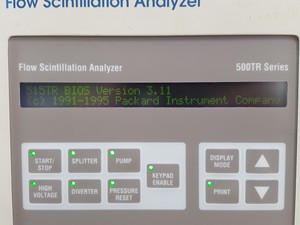 Flow Scintillation Analyzer
Flow Scintillation Analyzer 500TR Series
515TR BIOS Version 3.11
(c) 1991-1995 Packard Instrument Company
START/
STOP
SPLITTER
PUMP
KEYPAD
ENABLE
HIGH
VOLTAGE
DIVERTER
PRESSURE
RESET
DISPLAY
MODE
PRINT